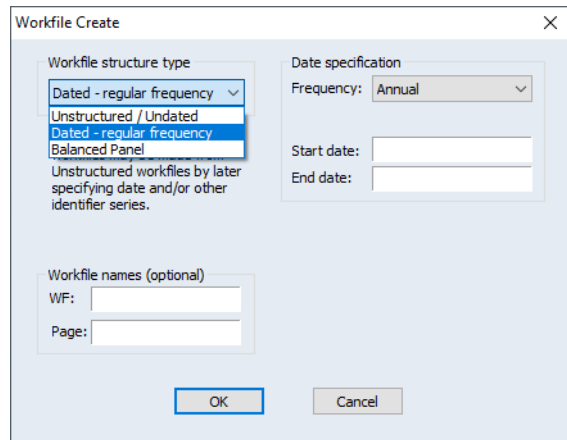 Workfile Create
Workfile structure type
Dated - regular frequency
Unstructured / Undated
Dated - regular frequency
Balanced Panel
Unstructured workfiles by later
specifying date and/or other
identifier series.
Date specification
Frequency: Annual
Start date:
End date:
Workfile names (optional)
WF:
Page:
OK
Cancel